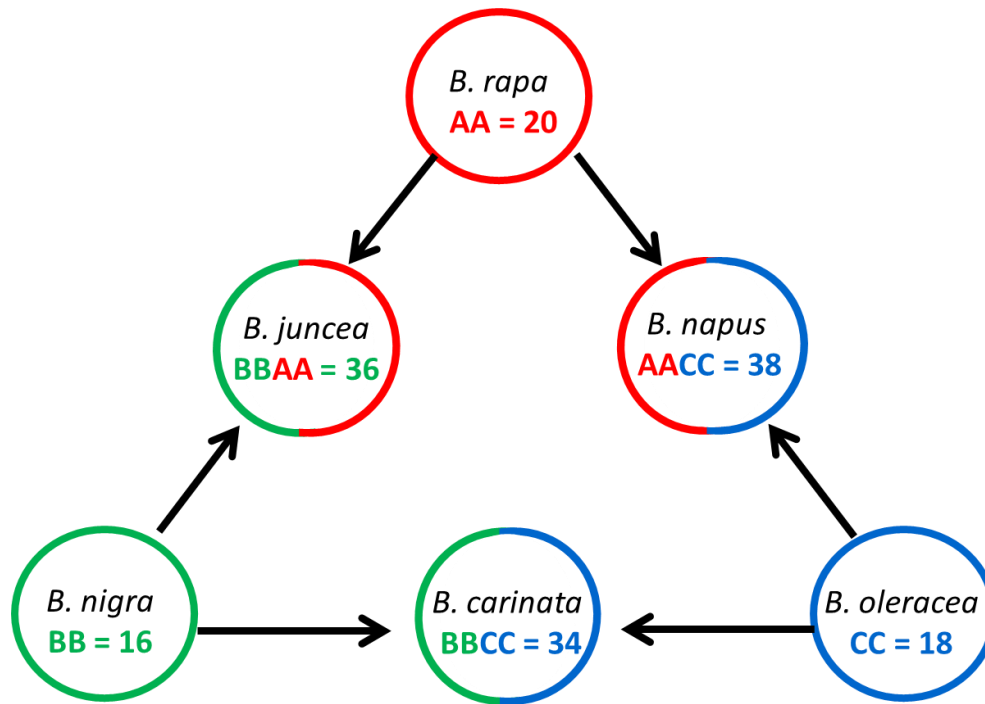 B. rapa
AA = 20
B. juncea
BBAA = 36
B. napus
AACC = 38
B. nigra
BB = 16
B. carinata
BBCC = 34
B. oleracea
CC = 18